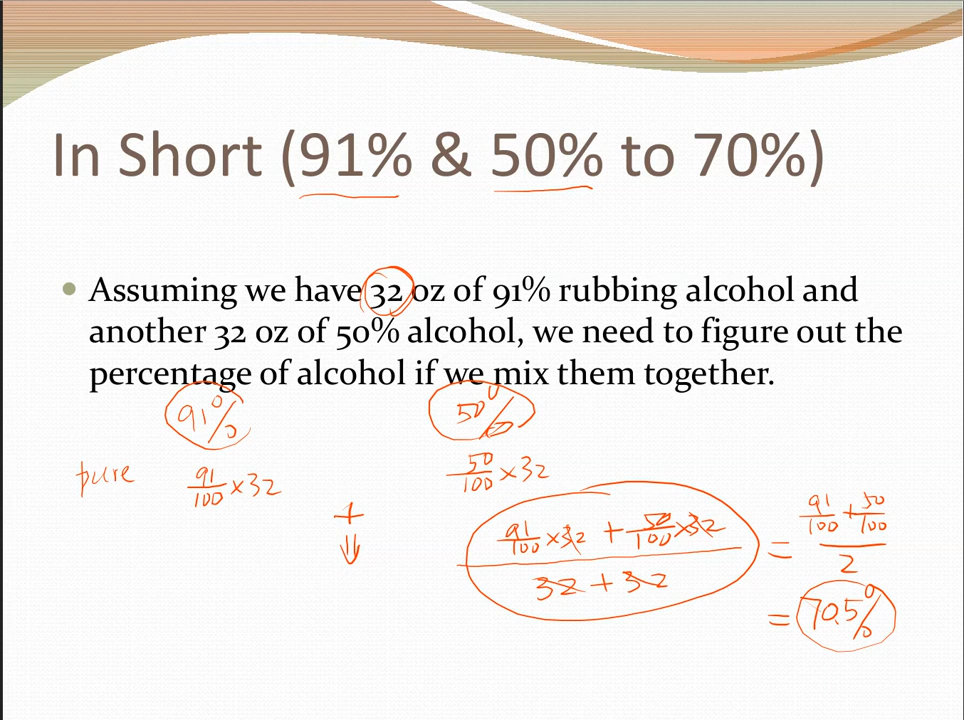 In Short (91% & 50% to 70%)
Assuming we have 32 oz of 91% rubbing alcohol and
another 32 oz of 50% alcohol, we need to figure out the
percentage of alcohol if we mix them together.
91% 50%
pure 91/100 × 32 50/100 × 32
+
⇓
(91/100 × 32 + 50/100 × 32) / (32 + 32) = (91/100 + 50/100) / 2
= 70.5%